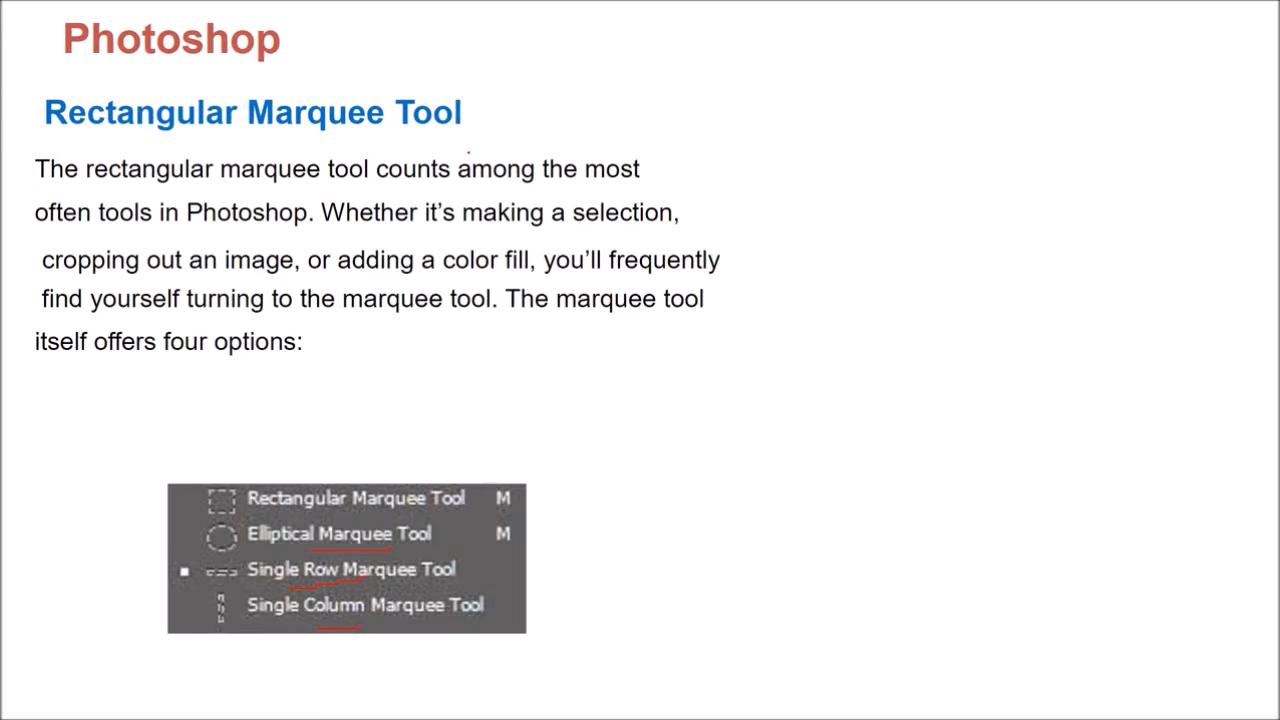 Photoshop
Rectangular Marquee Tool
The rectangular marquee tool counts among the most
often tools in Photoshop. Whether it’s making a selection,
cropping out an image, or adding a color fill, you’ll frequently
find yourself turning to the marquee tool. The marquee tool
itself offers four options:
Rectangular Marquee Tool M
Elliptical Marquee Tool M
Single Row Marquee Tool
Single Column Marquee Tool